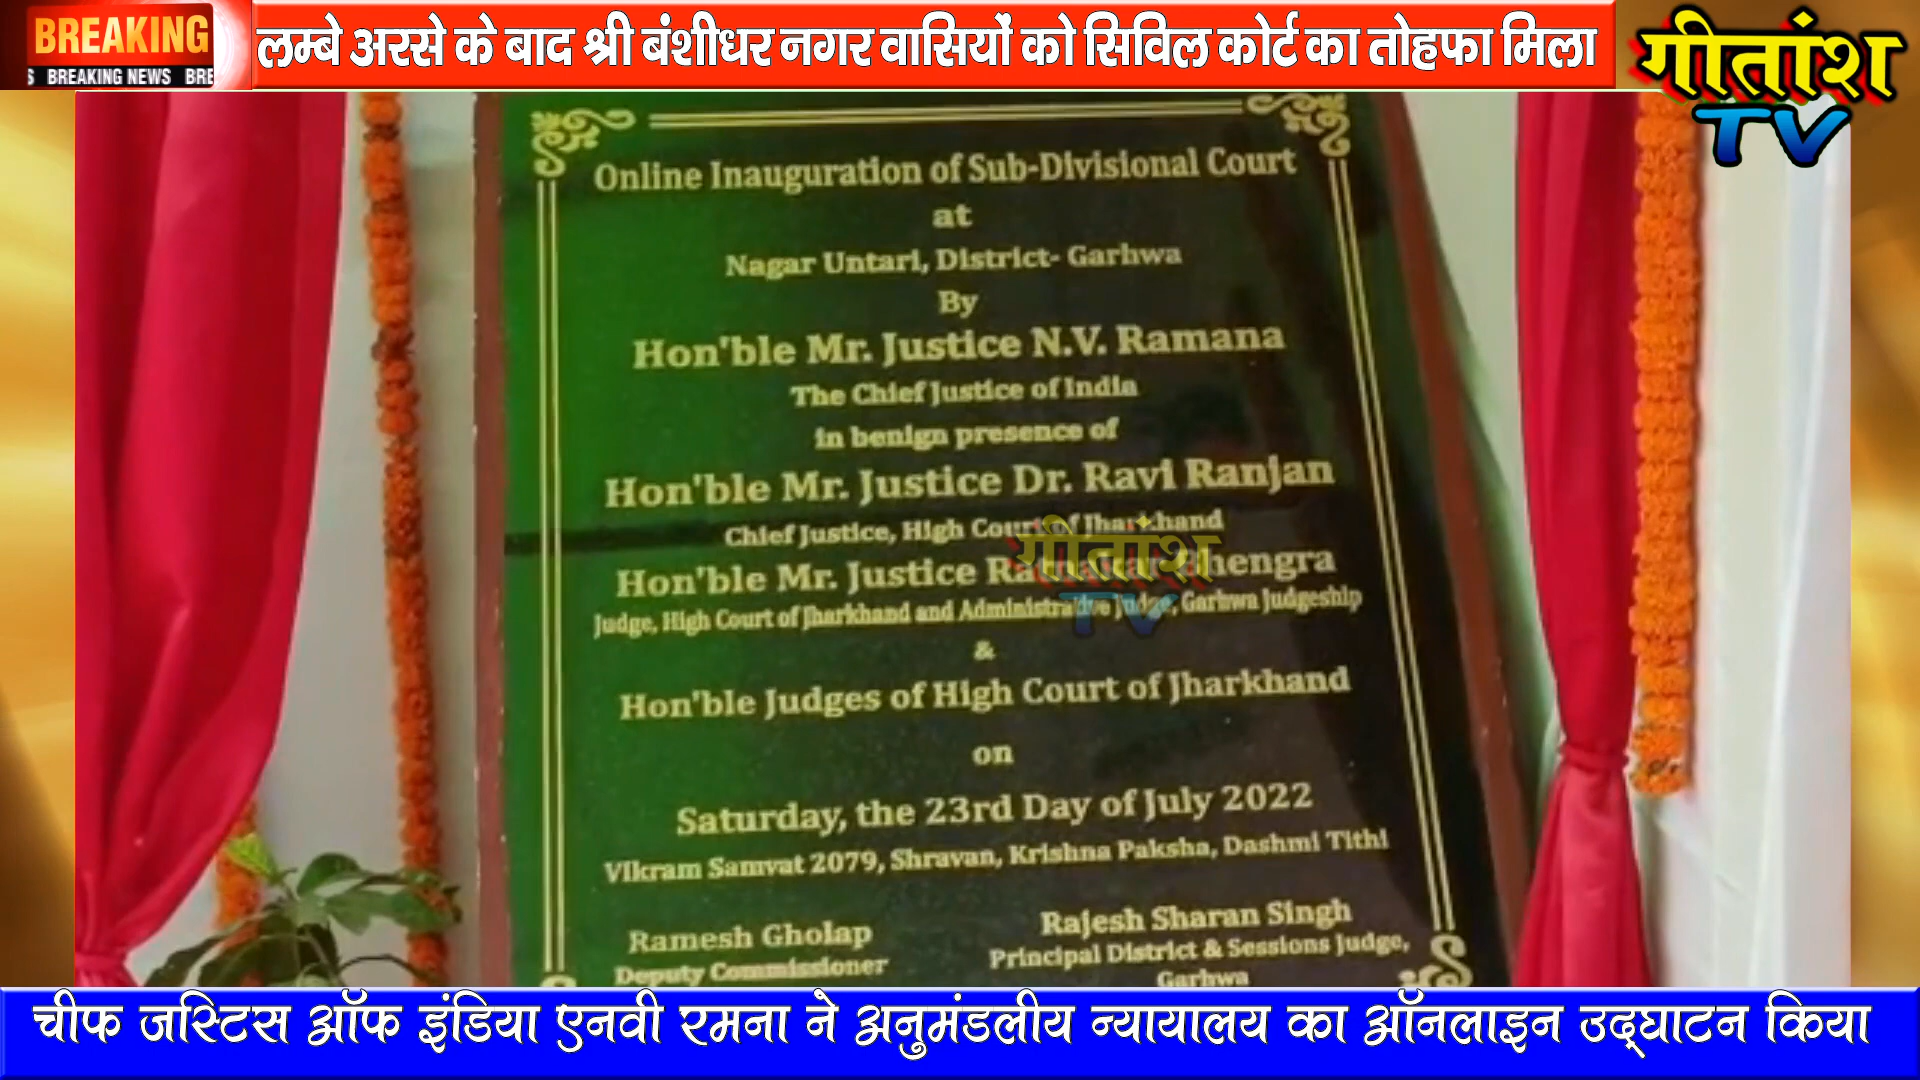 BREAKING
S BREAKING NEWS BRE
लम्बे अरसे के बाद श्री बंशीधर नगर वासियों को सिविल कोर्ट का तोहफा मिला
गीतांश
TV
Online Inauguration of Sub-Divisional Court
at
Nagar Untari, District- Garhwa
By
Hon'ble Mr. Justice N.V. Ramana
The Chief Justice of India
in benign presence of
Hon'ble Mr. Justice Dr. Ravi Ranjan
Chief Justice, High Court of Jharkhand
Hon'ble Mr. Justice Bhengra
गीतांश
TV
Judge, High Court of Jharkhand and Administrative Judge, Garhwa Judgeship
&
Hon'ble Judges of High Court of Jharkhand
on
Saturday, the 23rd Day of July 2022
Vikram Samvat 2079, Shravan, Krishna Paksha, Dashmi Tithi
Ramesh Gholap
Deputy Commissioner
Rajesh Sharan Singh
Principal District & Sessions Judge,
Garhwa
चीफ जस्टिस ऑफ इंडिया एनवी रमना ने अनुमंडलीय न्यायालय का ऑनलाइन उद्घाटन किया